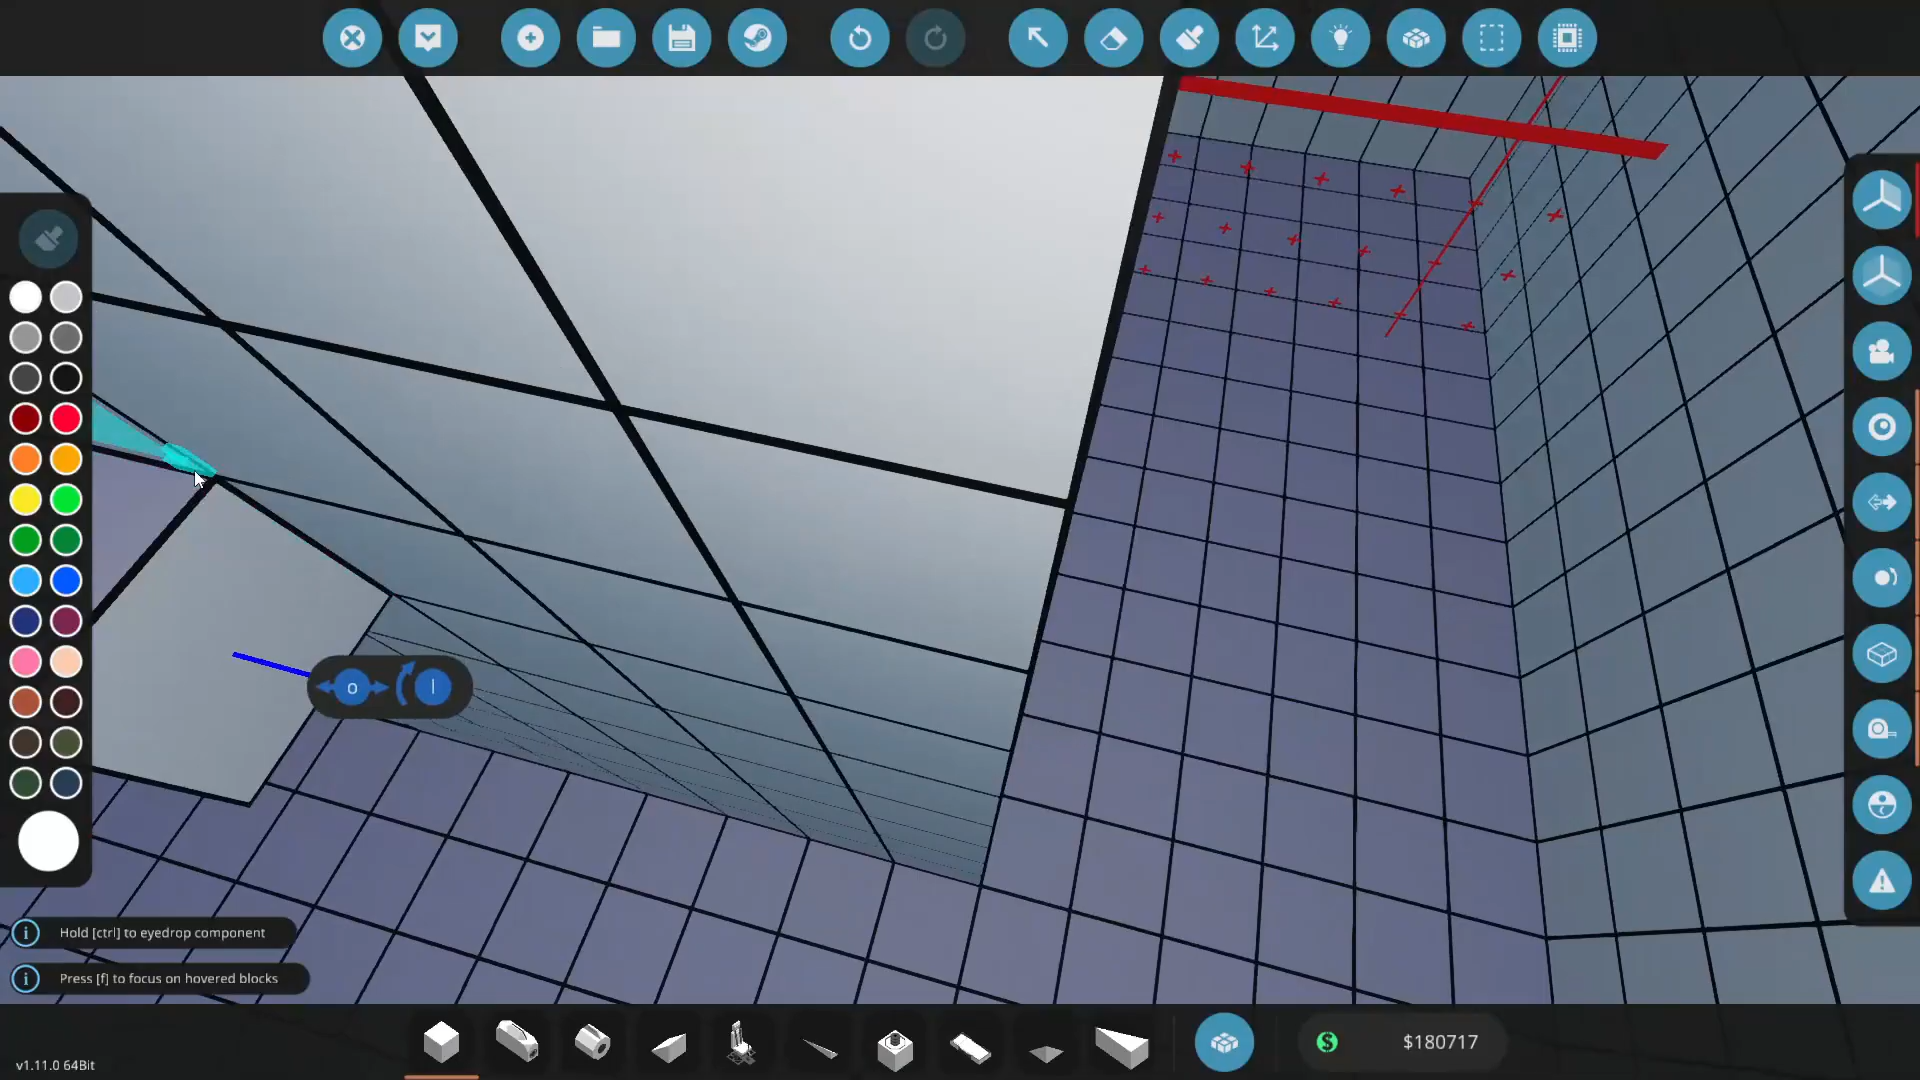 o
l
Hold [ctrl] to eyedrop component
Press [f] to focus on hovered blocks
v1.11.0 64Bit
$180717